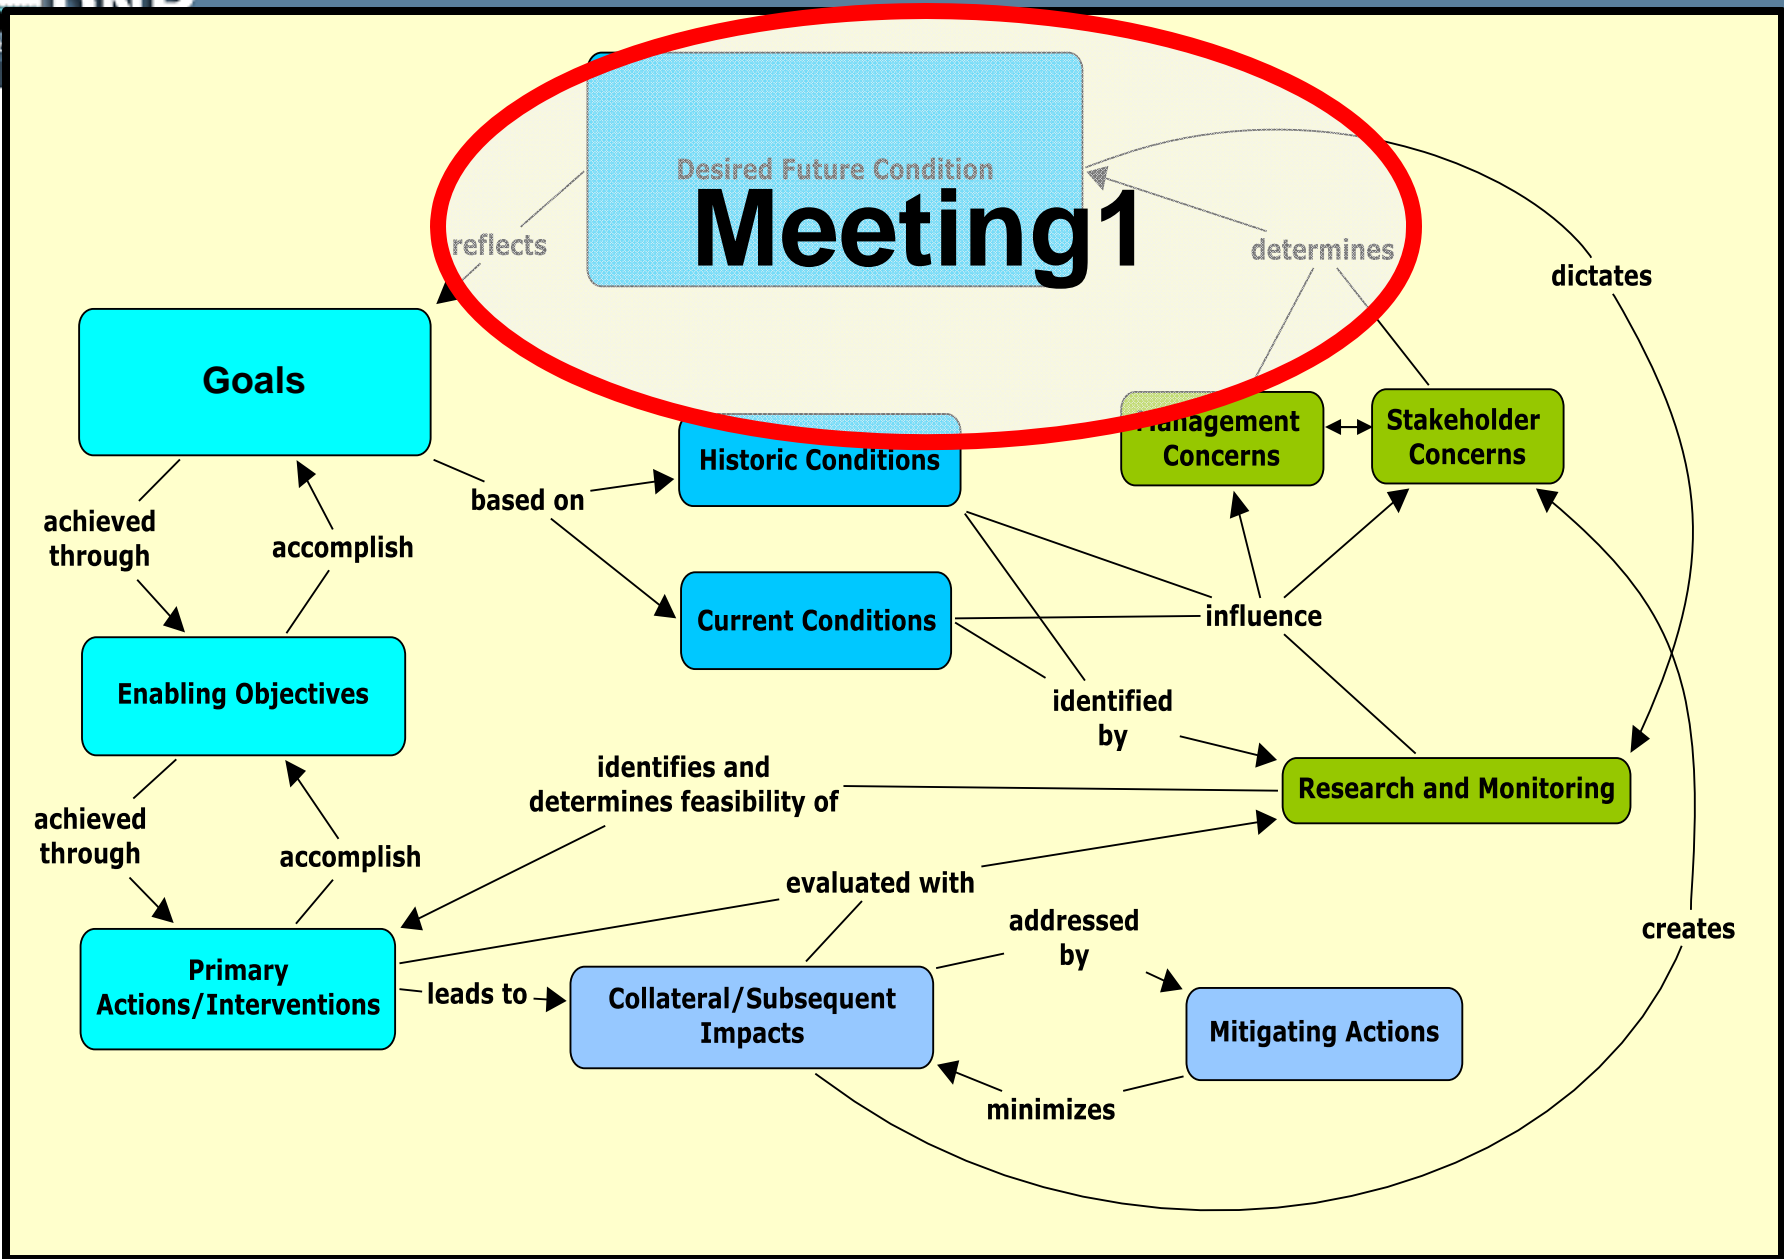 Desired Future Condition
Meeting1
reflects
determines
dictates
Goals
Management
Concerns
Stakeholder
Concerns
Historic Conditions
based on
achieved
through
accomplish
Current Conditions
influence
Enabling Objectives
identified
by
identifies and
determines feasibility of
Research and Monitoring
achieved
through
accomplish
evaluated with
addressed
by
creates
Primary
Actions/Interventions
leads to
Collateral/Subsequent
Impacts
Mitigating Actions
minimizes